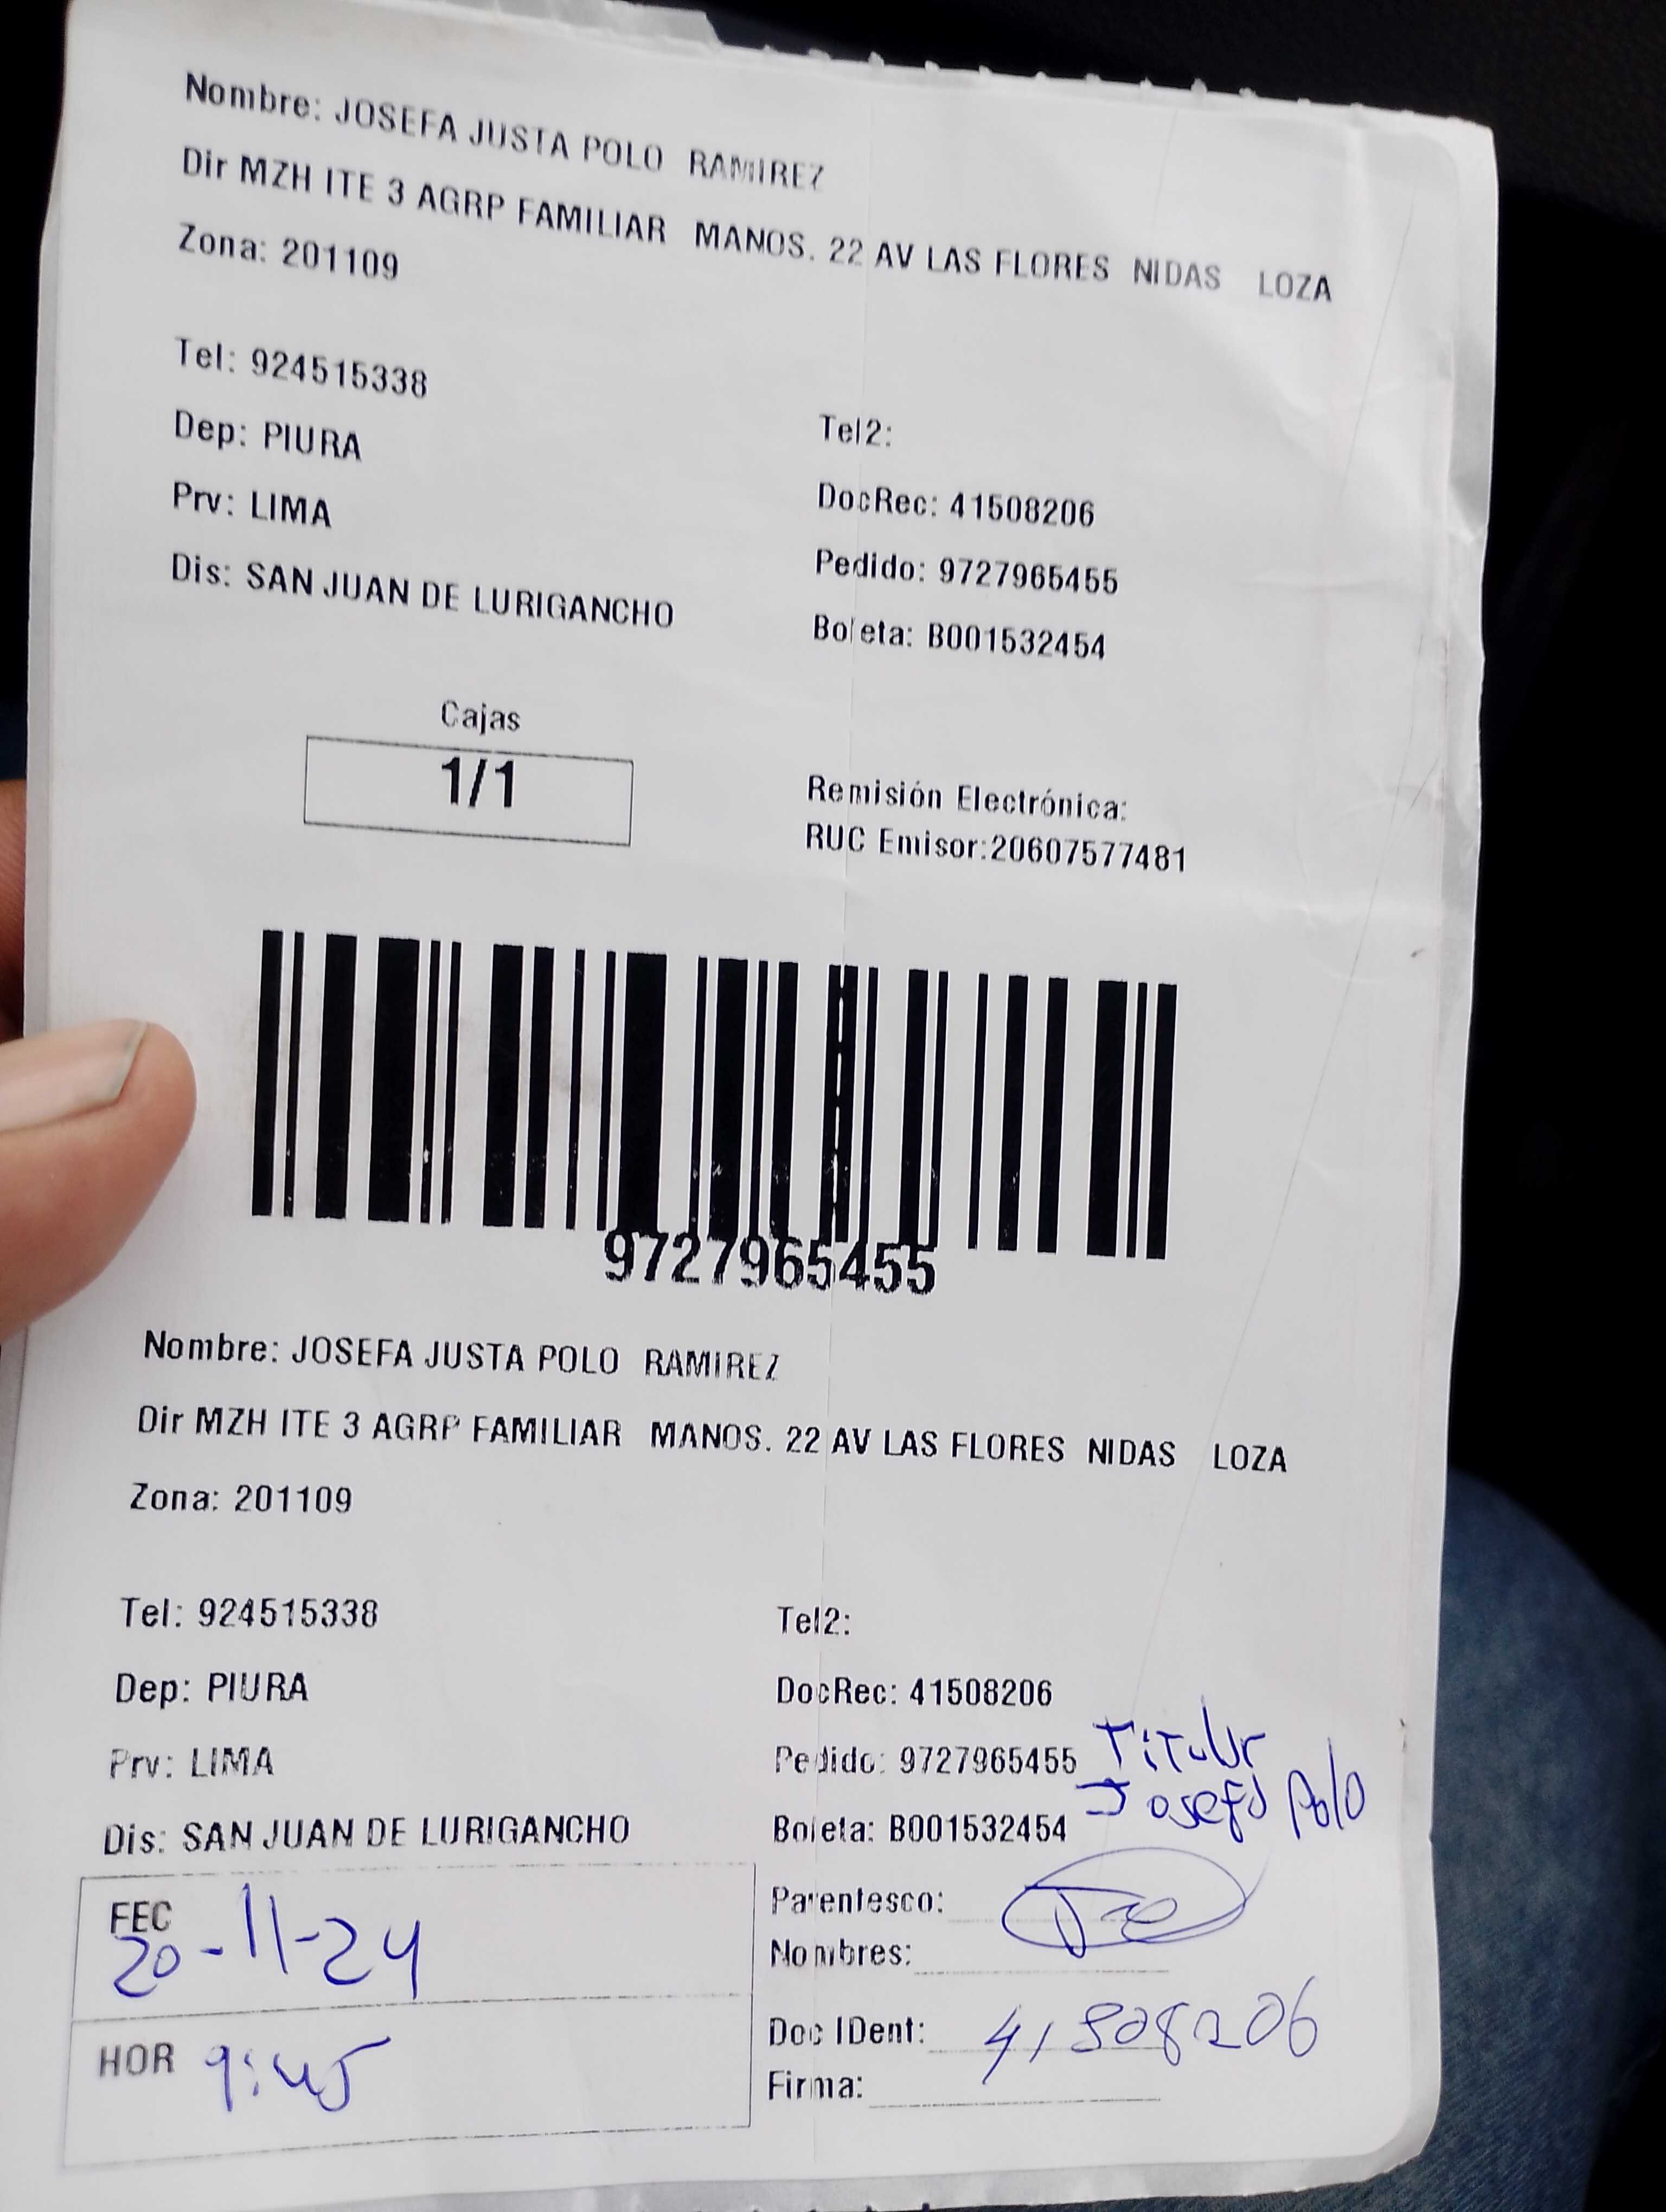 Nombre: JOSEFA JUSTA POLO RAMIREZ
Dir MZH ITE 3 AGRP FAMILIAR MANOS. 22 AV LAS FLORES NIDAS LOZA
Zona: 201109
Tel: 924515338
Tel2:
Dep: PIURA
DocRec: 41508206
Prv: LIMA
Pedido: 9727965455
Dis: SAN JUAN DE LURIGANCHO
Boleta: B001532454
Cajas
1/1
Remisión Electrónica:
RUC Emisor:20607577481
9727965455
Nombre: JOSEFA JUSTA POLO RAMIREZ
Dir MZH ITE 3 AGRP FAMILIAR MANOS. 22 AV LAS FLORES NIDAS LOZA
Zona: 201109
Tel: 924515338
Tel2:
Dep: PIURA
DocRec: 41508206
Prv: LIMA
Pedido: 9727965455 Titular
Dis: SAN JUAN DE LURIGANCHO
Boleta: B001532454 Josefa Polo
FEC 20-11-24
Parentesco:
Nombres:
HOR 9:45
Doc IDent: 41508206
Firma: